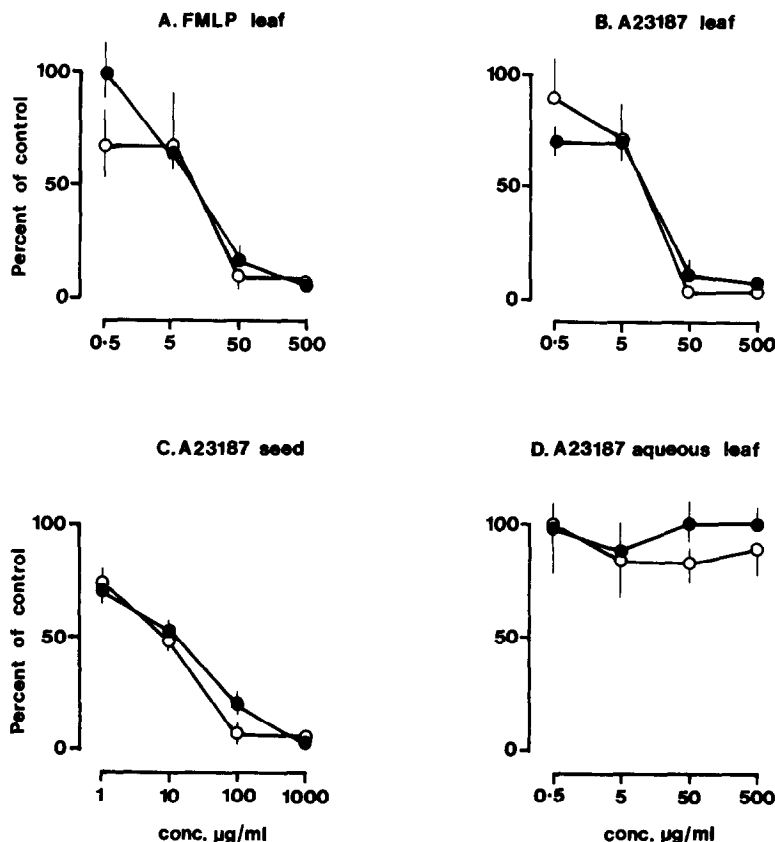 A. FMLP leaf
B. A23187 leaf
Percent of control
100
50
0
0·5 5 50 500
100
50
0
0·5 5 50 500
C. A23187 seed
D. A23187 aqueous leaf
Percent of control
100
50
0
1 10 100 1000
conc. µg/ml
100
50
0
0·5 5 50 500
conc. µg/ml